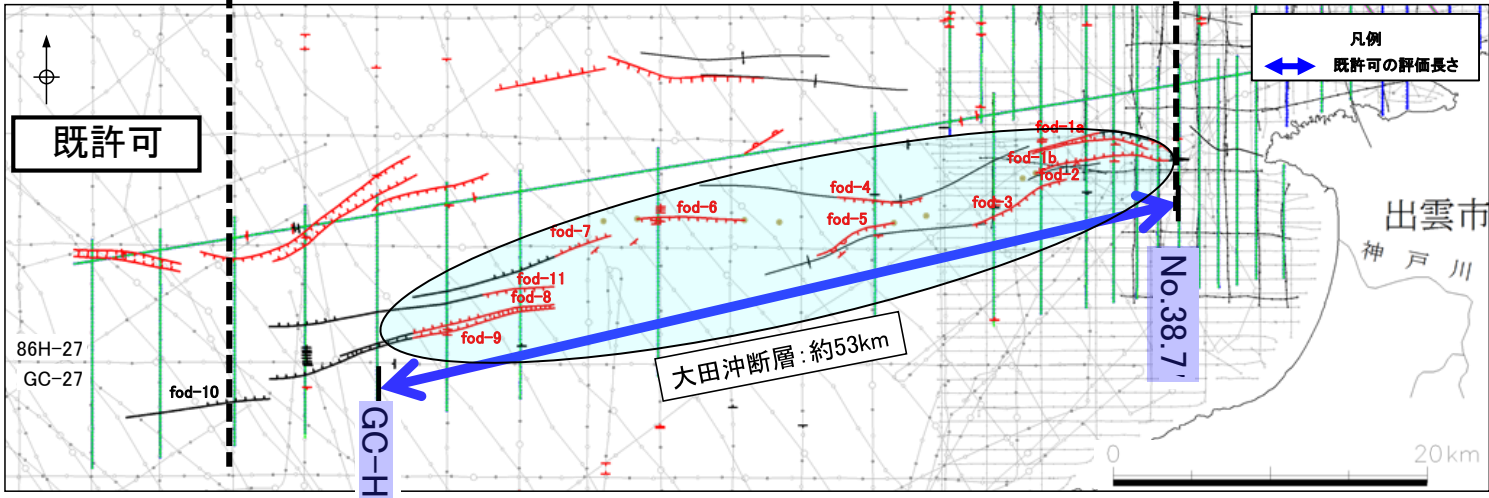 凡例
既許可の評価長さ
既許可
fod-1a
fod-1b
fod-2
fod-4
fod-3
fod-6
fod-5
fod-7
出雲市
神戸川
fod-11
fod-8
fod-9
No.38.7
大田沖断層：約53km
86H-27
GC-27
fod-10
GC-H
0
20km